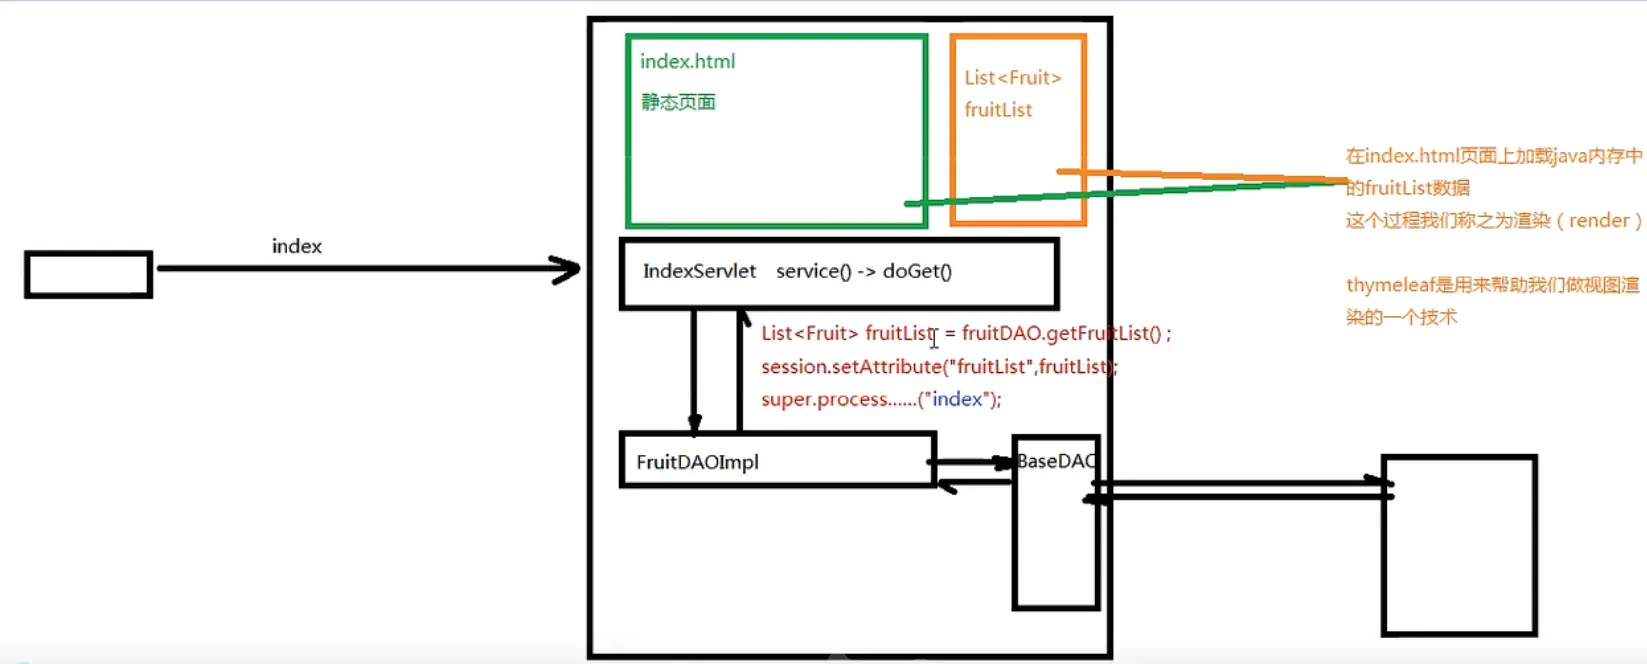 index.html
静态页面
List<Fruit>
fruitList
在index.html页面上加载java内存中
的fruitList数据
这个过程我们称之为渲染（render）
thymeleaf是用来帮助我们做视图渲
染的一个技术
index
IndexServlet service() -> doGet()
List<Fruit> fruitList = fruitDAO.getFruitList() ;
session.setAttribute("fruitList",fruitList);
super.process......("index");
FruitDAOImpl
BaseDAO